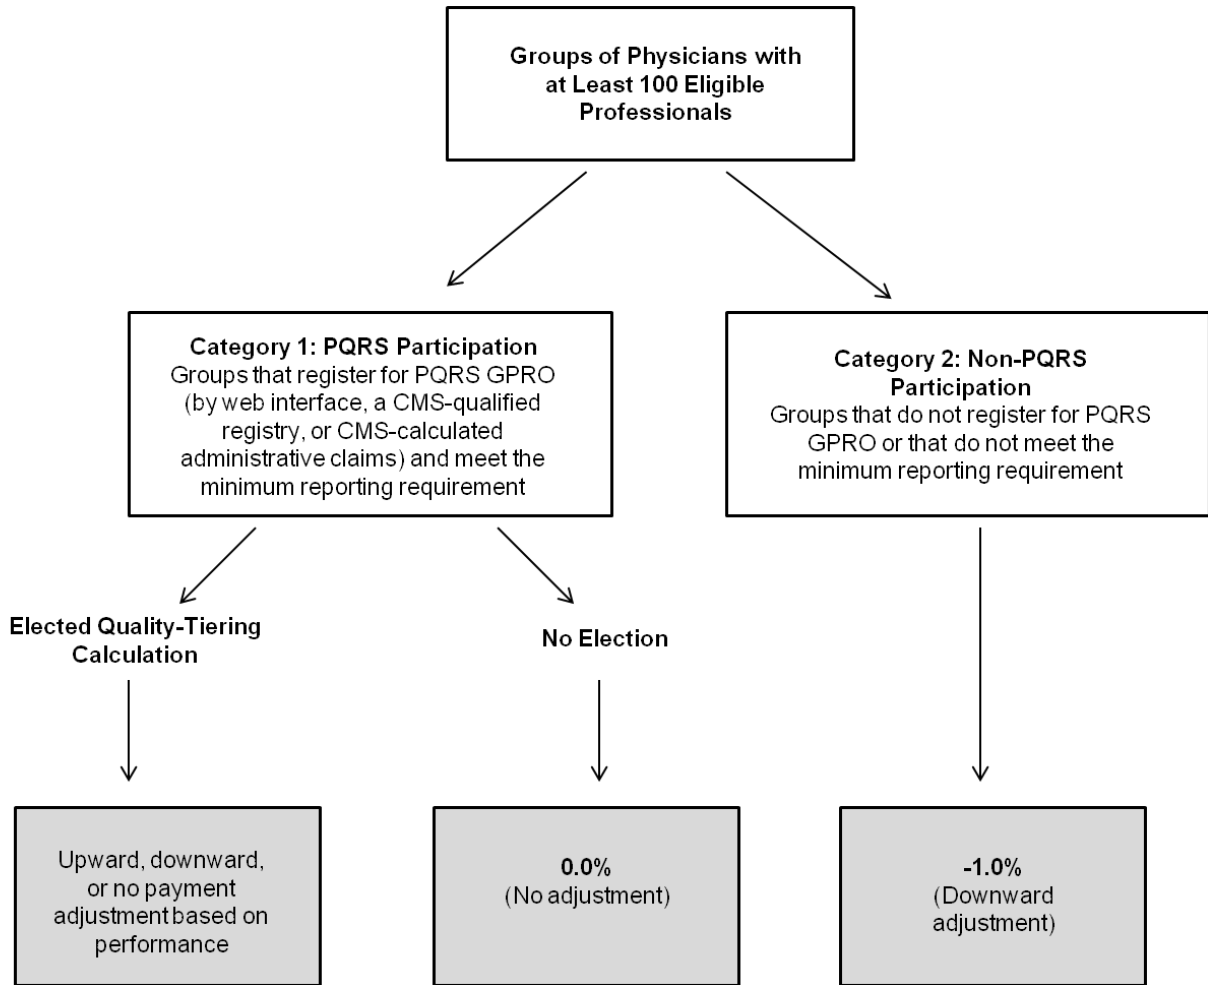 Groups of Physicians with
at Least 100 Eligible
Professionals
Category 1: PQRS Participation
Groups that register for PQRS GPRO
(by web interface, a CMS-qualified
registry, or CMS-calculated
administrative claims) and meet the
minimum reporting requirement
Category 2: Non-PQRS
Participation
Groups that do not register for PQRS
GPRO or that do not meet the
minimum reporting requirement
Elected Quality-Tiering
Calculation
No Election
Upward, downward,
or no payment
adjustment based on
performance
0.0%
(No adjustment)
-1.0%
(Downward
adjustment)